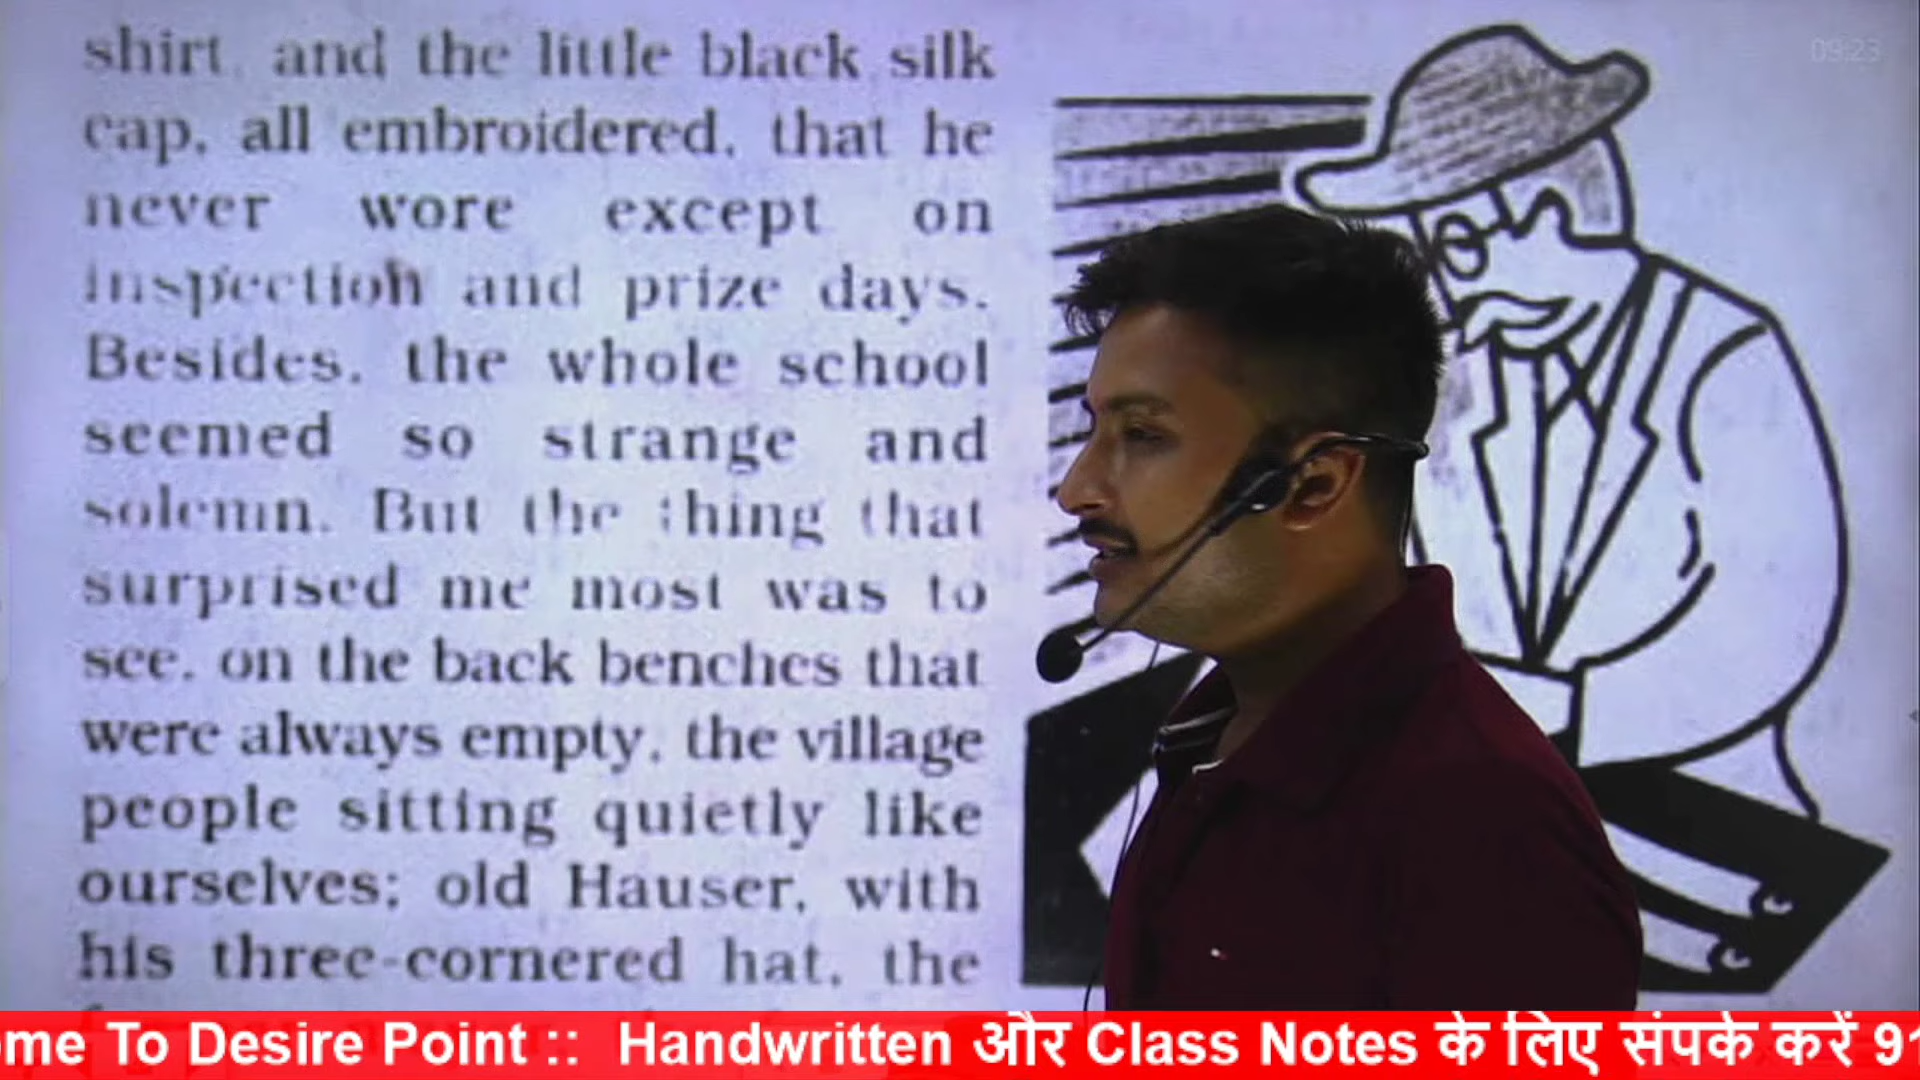 09:23
shirt, and the little black silk
cap, all embroidered, that he
never wore except on
inspection and prize days.
Besides, the whole school
seemed so strange and
solemn. But the thing that
surprised me most was to
see, on the back benches that
were always empty, the village
people sitting quietly like
ourselves; old Hauser, with
his three-cornered hat, the
me To Desire Point :: Handwritten और Class Notes के लिए संपर्क करें 91